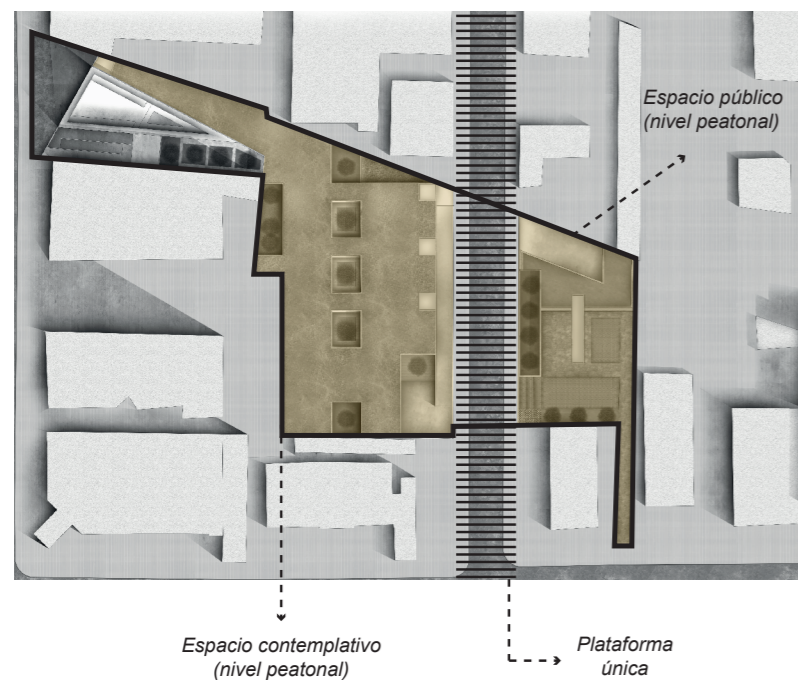 Espacio público
(nivel peatonal)
Espacio contemplativo
(nivel peatonal)
Plataforma
única